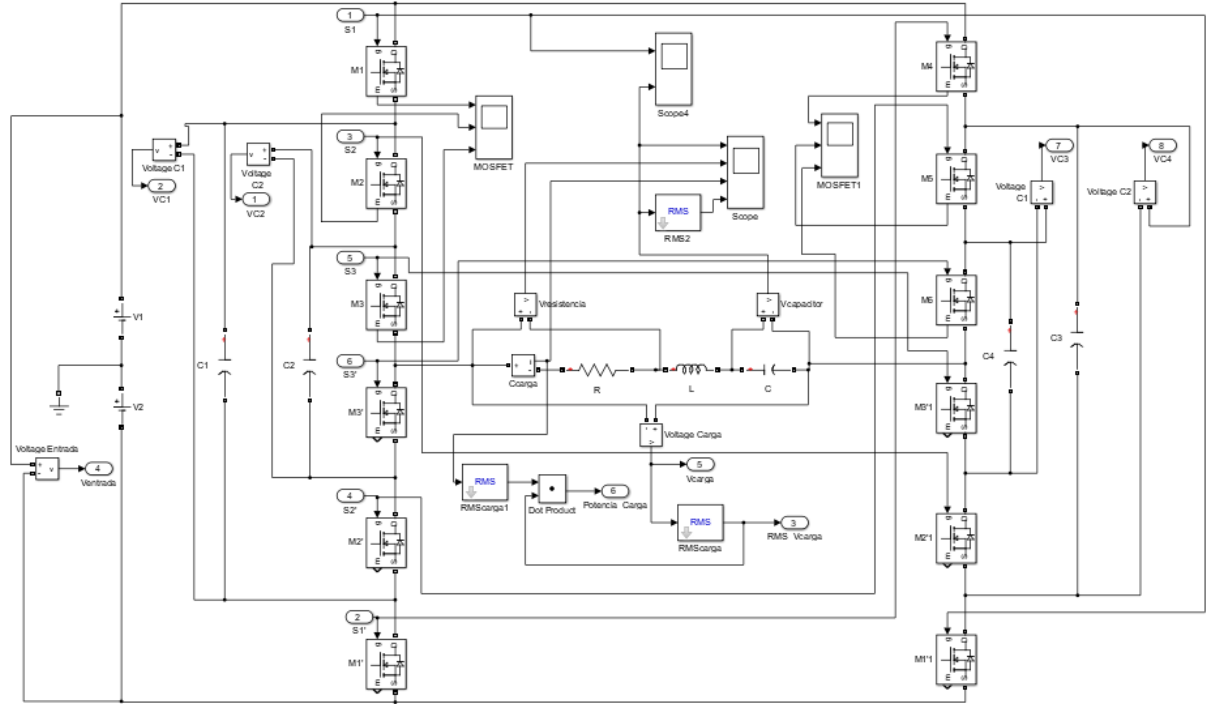 1
S1
M1
g
D
m
S
M4
g
D
m
S
Scope4
MOSFET
3
S2
v
+
-
Voltage C1
2
VC1
v
+
-
Voltage
C2
1
VC2
M2
g
D
m
S
Scope
MOSFET1
M5
g
D
m
S
7
VC3
8
VC4
Voltage
C1
Voltage C2
RMS
RMS2
5
S3
M3
g
D
m
S
Vresistencia
Vcapacitor
M6
g
D
m
S
V1
C1
C2
C4
C3
6
S3'
Ccarga
R
L
C
V2
M3'
g
D
m
S
M3'1
g
D
m
S
Voltage Carga
Voltage Entrada
+
-
v
4
Ventrada
5
Vcarga
RMS
RMScarga1
Dot Product
6
Potencia Carga
4
S2'
RMS
RMScarga
3
RMS Vcarga
M2'
g
D
m
S
M2'1
g
D
m
S
2
S1'
M1'
g
D
m
S
M1'1
g
D
m
S